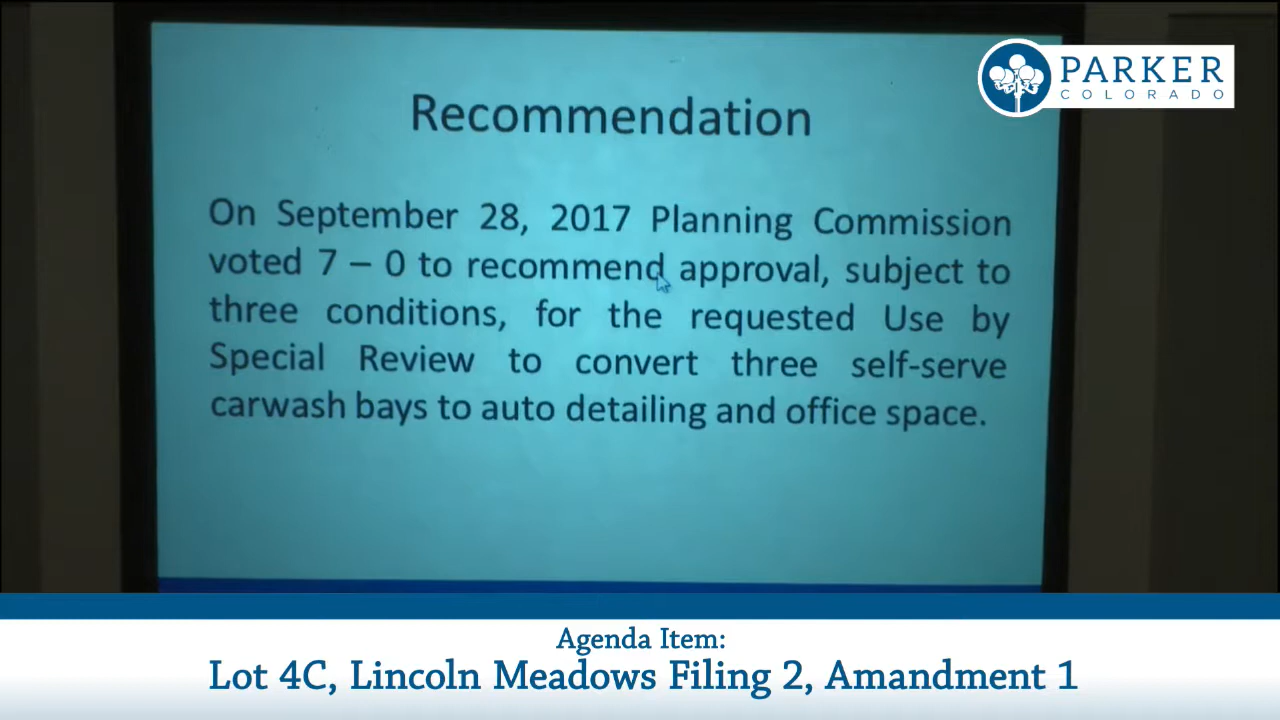 PARKER
COLORADO
Recommendation
On September 28, 2017 Planning Commission
voted 7 – 0 to recommend approval, subject to
three conditions, for the requested Use by
Special Review to convert three self-serve
carwash bays to auto detailing and office space.
Agenda Item:
Lot 4C, Lincoln Meadows Filing 2, Amandment 1